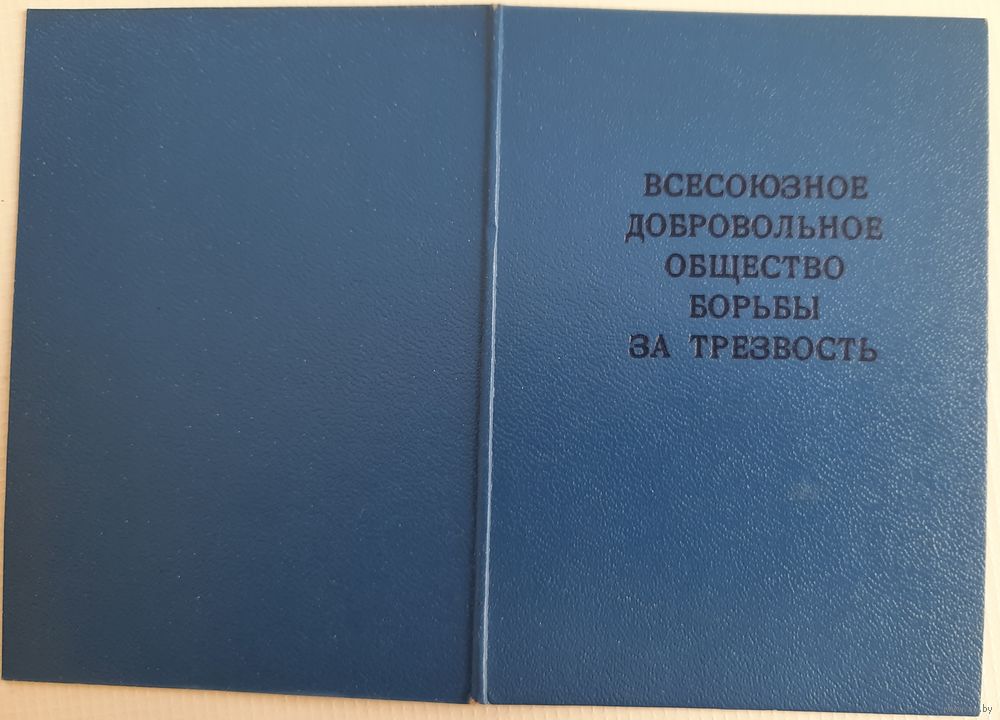 ВСЕСОЮЗНОЕ
ДОБРОВОЛЬНОЕ
ОБЩЕСТВО
БОРЬБЫ
ЗА ТРЕЗВОСТЬ